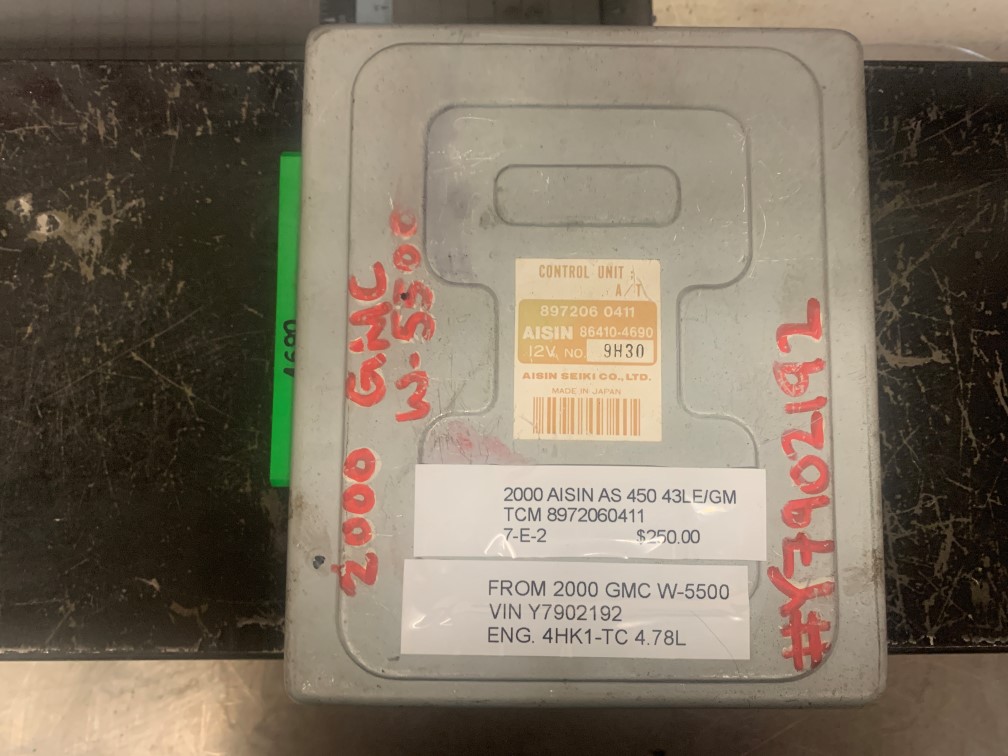 2000 GMC
W-5500
#Y7902192
4690
CONTROL UNIT:
A/T
897206 0411
AISIN 86410-4690
12V, NO. 9H30
AISIN SEIKI CO., LTD.
MADE IN JAPAN
2000 AISIN AS 450 43LE/GM
TCM 8972060411
7-E-2 $250.00
FROM 2000 GMC W-5500
VIN Y7902192
ENG. 4HK1-TC 4.78L